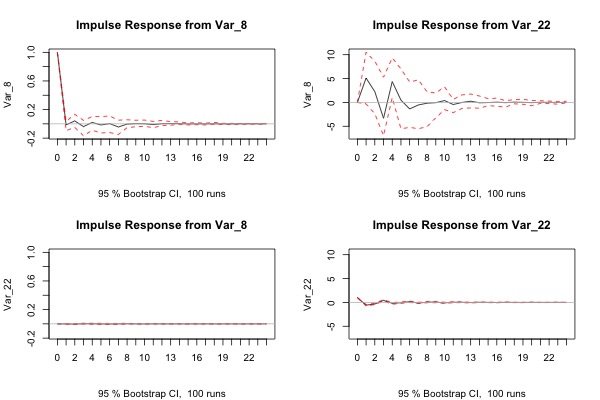 Impulse Response from Var_8
Var_8
1.0
0.6
0.2
-0.2
0 2 4 6 8 10 13 16 19 22
95 % Bootstrap CI, 100 runs
Impulse Response from Var_22
Var_8
10
5
0
-5
0 2 4 6 8 10 13 16 19 22
95 % Bootstrap CI, 100 runs
Impulse Response from Var_8
Var_22
1.0
0.6
0.2
-0.2
0 2 4 6 8 10 13 16 19 22
95 % Bootstrap CI, 100 runs
Impulse Response from Var_22
Var_22
10
5
0
-5
0 2 4 6 8 10 13 16 19 22
95 % Bootstrap CI, 100 runs